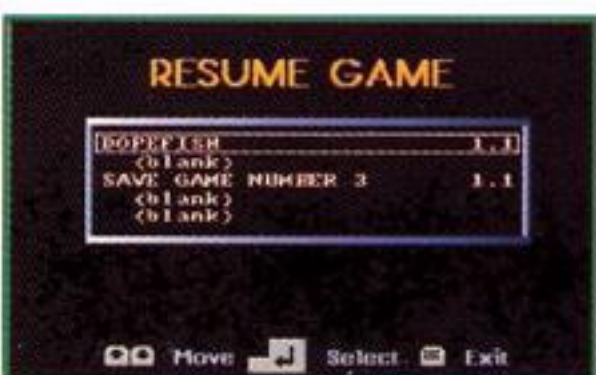 RESUME GAME
DOPEFISH 1.1
(blank)
SAVE GAME NUMBER 3 1.1
(blank)
(blank)
Move Select Exit